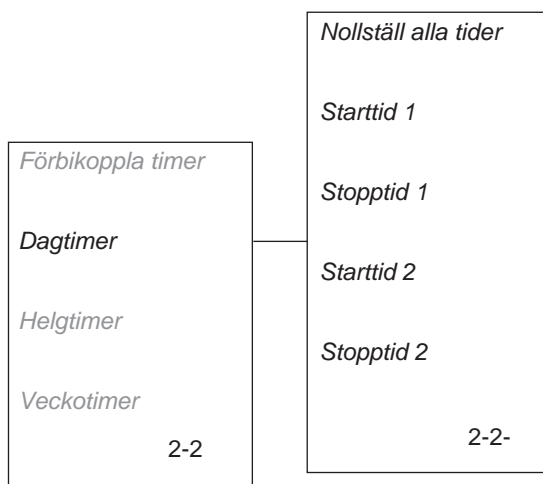 Förbikoppla timer
Dagtimer
Helgtimer
Veckotimer
2-2
Nollställ alla tider
Starttid 1
Stopptid 1
Starttid 2
Stopptid 2
2-2-